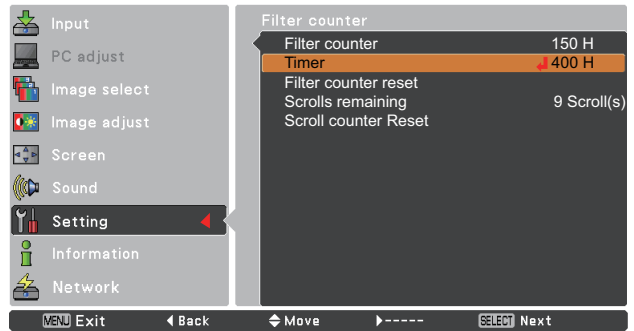 Input
PC adjust
Image select
Image adjust
Screen
Sound
Setting
Information
Network
Filter counter
Filter counter 150 H
Timer 400 H
Filter counter reset
Scrolls remaining 9 Scroll(s)
Scroll counter Reset
MENU Exit Back Move ----- SELECT Next